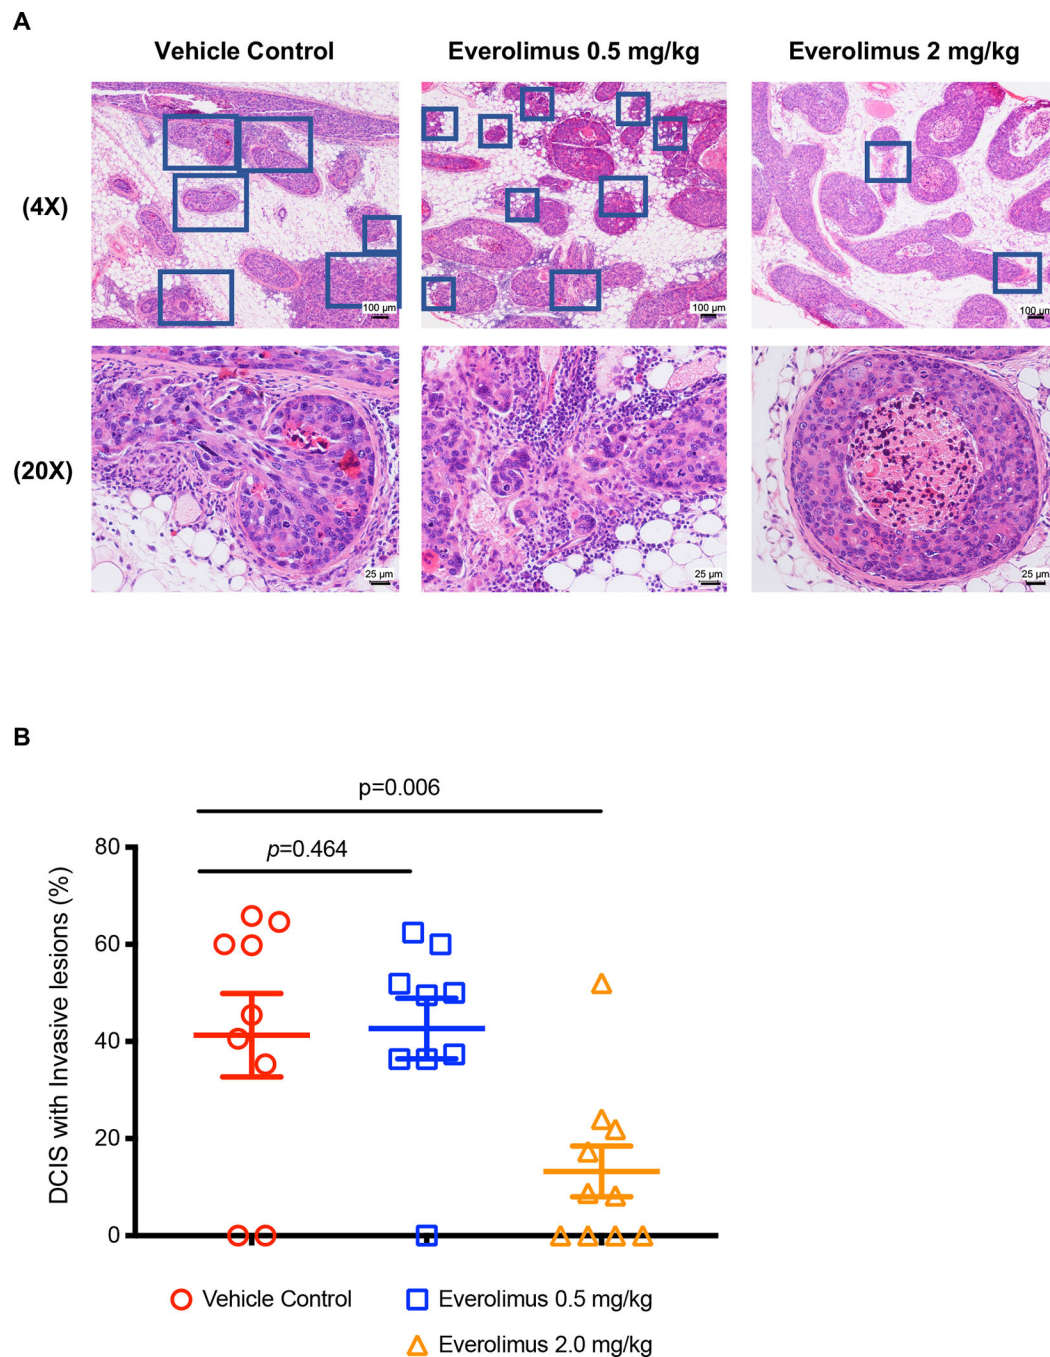 A
Vehicle Control
Everolimus 0.5 mg/kg
Everolimus 2 mg/kg
(4X)
100 µm
100 µm
100 µm
(20X)
25 µm
25 µm
25 µm
B
p=0.006
p=0.464
DCIS with Invasive lesions (%)
80
60
40
20
0
Vehicle Control
Everolimus 0.5 mg/kg
Everolimus 2.0 mg/kg